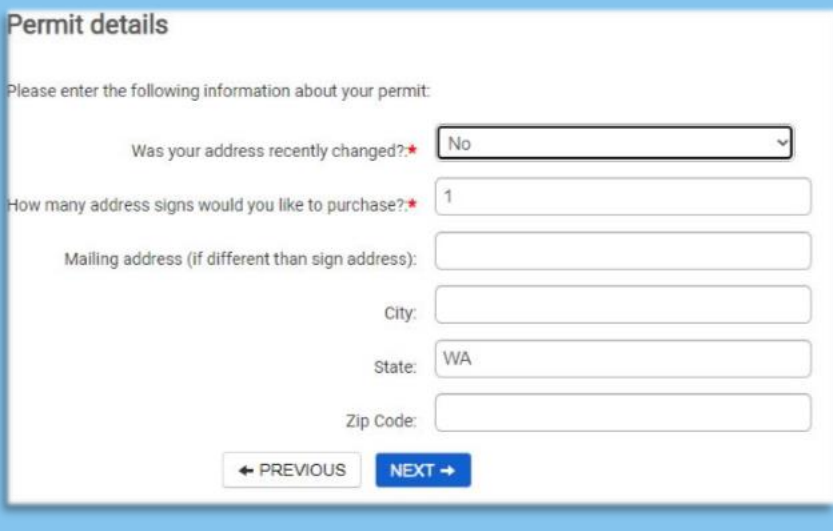 Permit details
Please enter the following information about your permit:
Was your address recently changed?:* No
How many address signs would you like to purchase?:* 1
Mailing address (if different than sign address):
City:
State: WA
Zip Code:
← PREVIOUS NEXT →